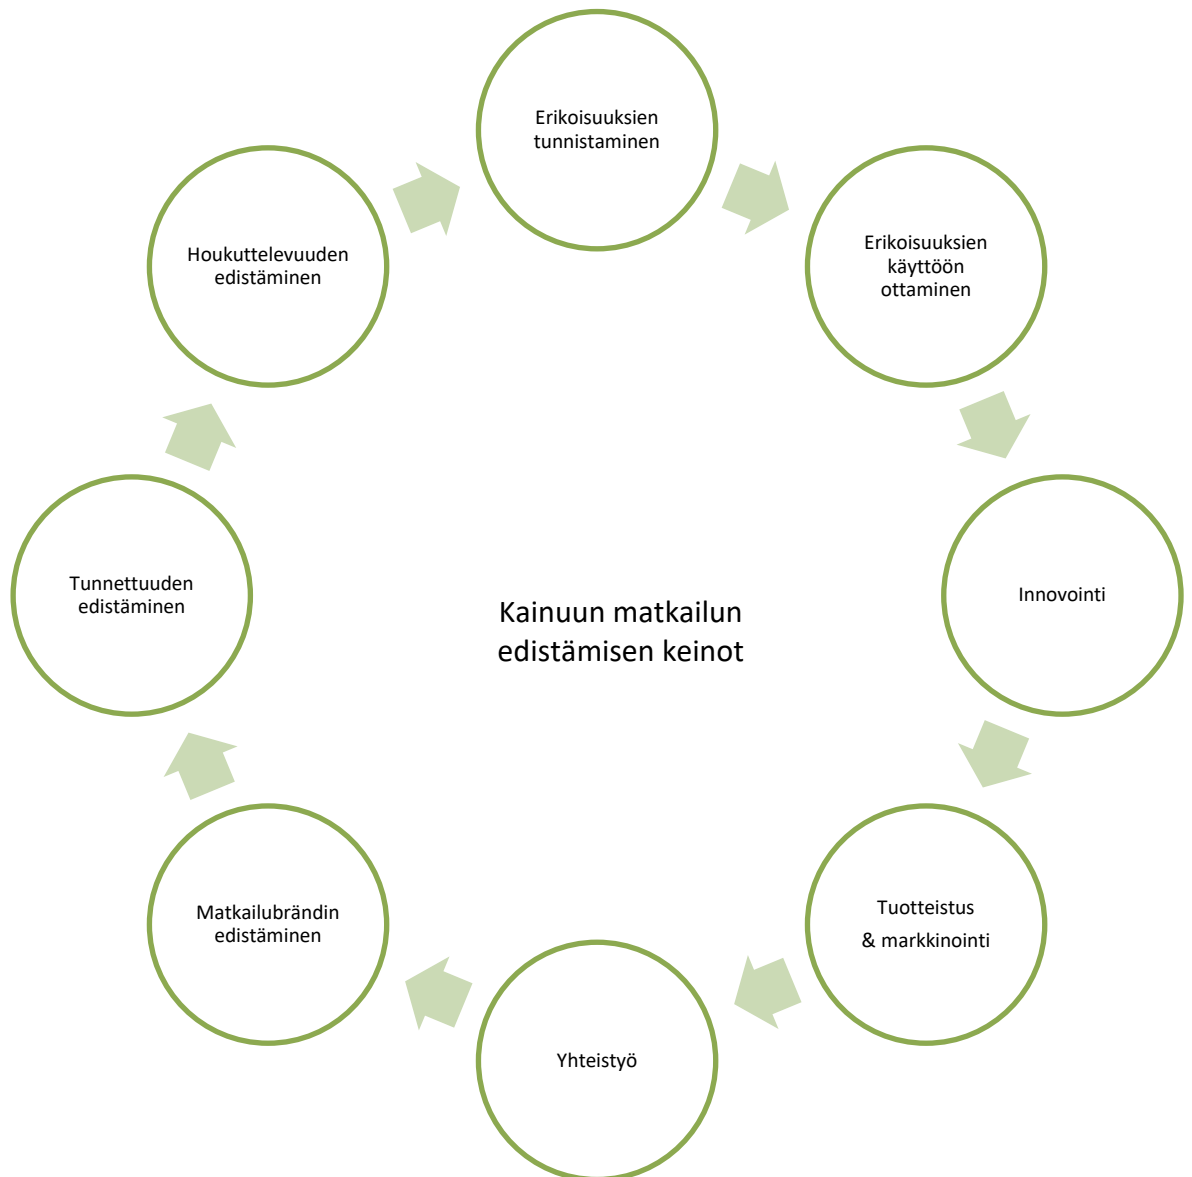 Erikoisuuksien
tunnistaminen
Erikoisuuksien
käyttöön
ottaminen
Innovointi
Tuotteistus
& markkinointi
Yhteistyö
Matkailubrändin
edistäminen
Tunnettuuden
edistäminen
Houkuttelevuuden
edistäminen
Kainuun matkailun
edistämisen keinot